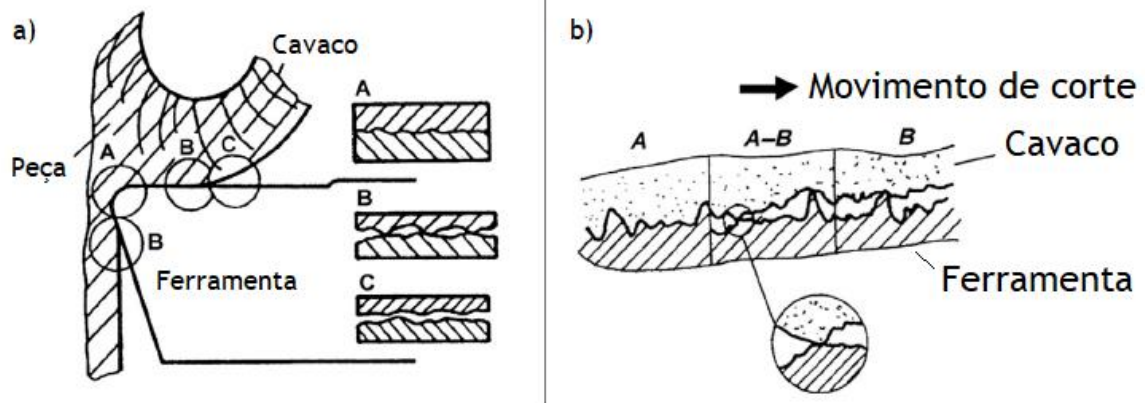 a)
Cavaco
Peça
A
B
C
B
Ferramenta
A
B
C
b)
Movimento de corte
A
A–B
B
Cavaco
Ferramenta